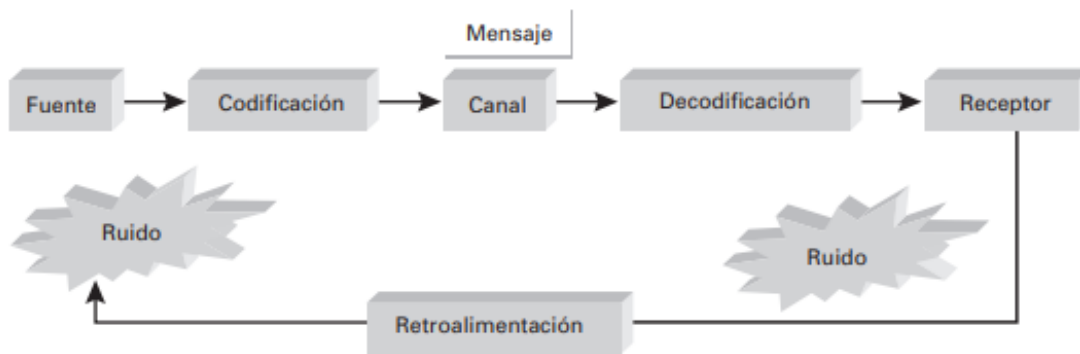 Mensaje
Fuente
Codificación
Canal
Decodificación
Receptor
Ruido
Ruido
Retroalimentación